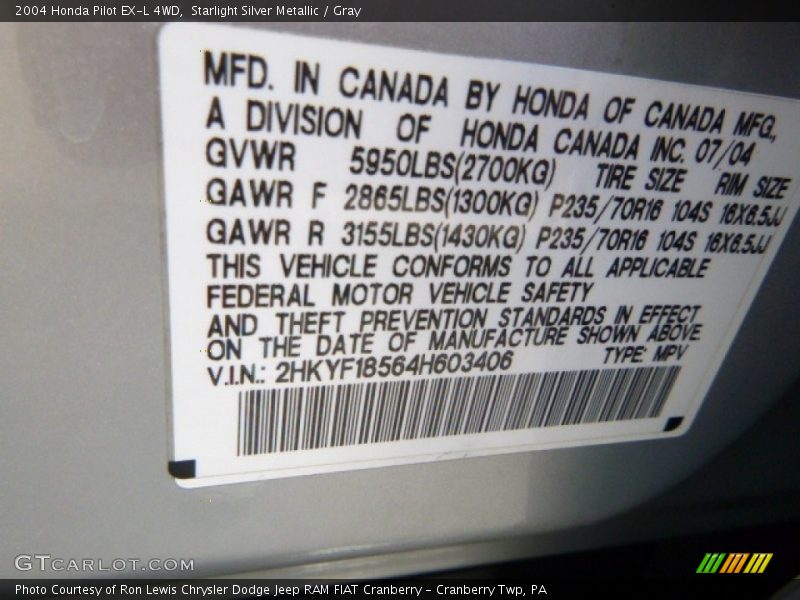 2004 Honda Pilot EX-L 4WD,  Starlight Silver Metallic / Gray
MFD. IN CANADA BY HONDA OF CANADA MFG.,
A DIVISION OF HONDA CANADA INC. 07/04
GVWR 5950LBS(2700KG) TIRE SIZE RIM SIZE
GAWR F 2865LBS(1300KG) P235/70R16 104S 16X6.5JJ
GAWR R 3155LBS(1430KG) P235/70R16 104S 16X6.5JJ
THIS VEHICLE CONFORMS TO ALL APPLICABLE
FEDERAL MOTOR VEHICLE SAFETY
AND THEFT PREVENTION STANDARDS IN EFFECT
ON THE DATE OF MANUFACTURE SHOWN ABOVE
V.I.N.: 2HKYF18564H603406 TYPE: MPV
GTCARLOT.COM
Photo Courtesy of Ron Lewis Chrysler Dodge Jeep RAM FIAT Cranberry - Cranberry Twp, PA